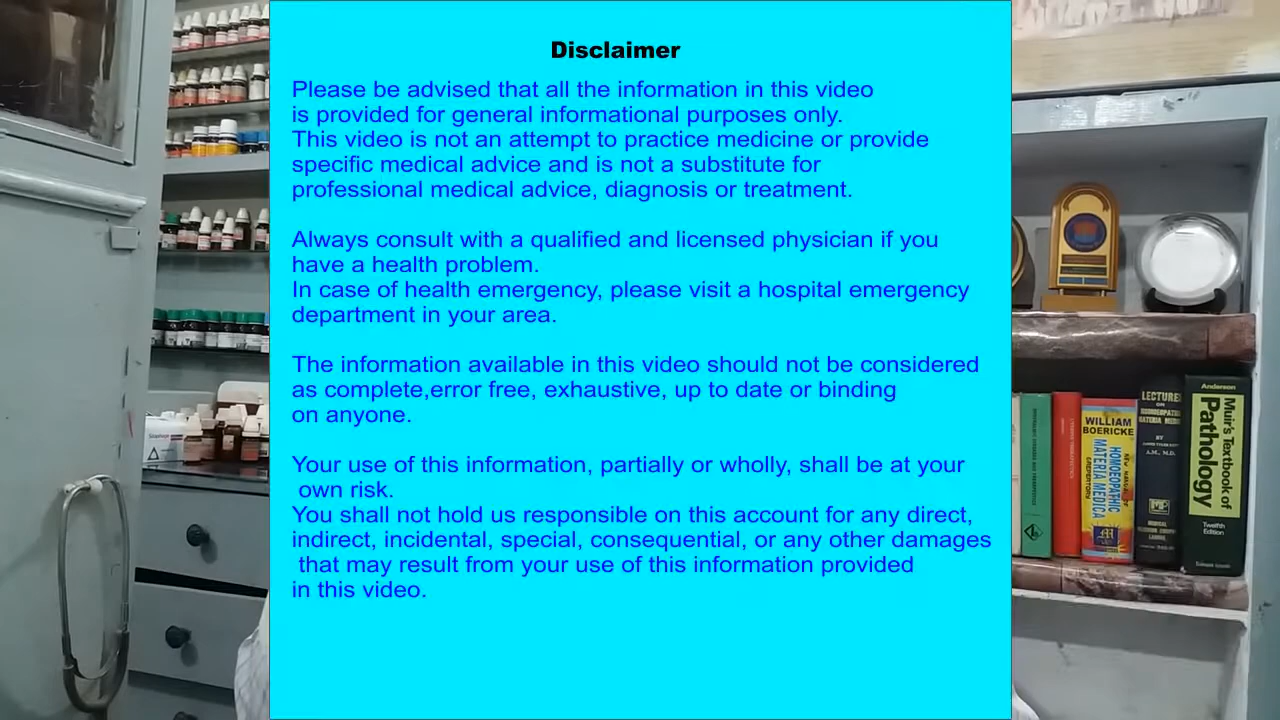 Disclaimer
Please be advised that all the information in this video
is provided for general informational purposes only.
This video is not an attempt to practice medicine or provide
specific medical advice and is not a substitute for
professional medical advice, diagnosis or treatment.
Always consult with a qualified and licensed physician if you
have a health problem.
In case of health emergency, please visit a hospital emergency
department in your area.
The information available in this video should not be considered
as complete,error free, exhaustive, up to date or binding
on anyone.
Your use of this information, partially or wholly, shall be at your
own risk.
You shall not hold us responsible on this account for any direct,
indirect, incidental, special, consequential, or any other damages
that may result from your use of this information provided
in this video.
WILLIAM
BOERICKE
HOMOEOPATHIC
MATERIA MEDICA
LECTURE
ON
MATERIA MEDI
BY
A.M., M.D.
Anderson
Muir's Textbook of
Pathology
Twelfth
Edition